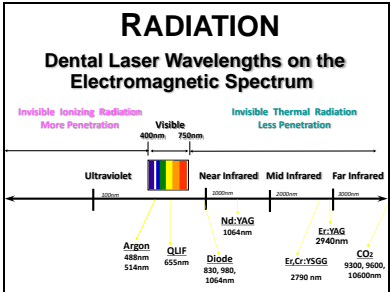 RADIATION
Dental Laser Wavelengths on the
Electromagnetic Spectrum
Invisible Ionizing Radiation
More Penetration
Visible
400nm 750nm
Invisible Thermal Radiation
Less Penetration
Ultraviolet
Near Infrared
Mid Infrared
Far Infrared
100nm
1000nm
2000nm
3000nm
Nd:YAG
1064nm
Er:YAG
2940nm
Argon
488nm
514nm
QLIF
655nm
Diode
830, 980,
1064nm
Er,Cr:YSGG
2790 nm
CO₂
9300, 9600,
10600nm